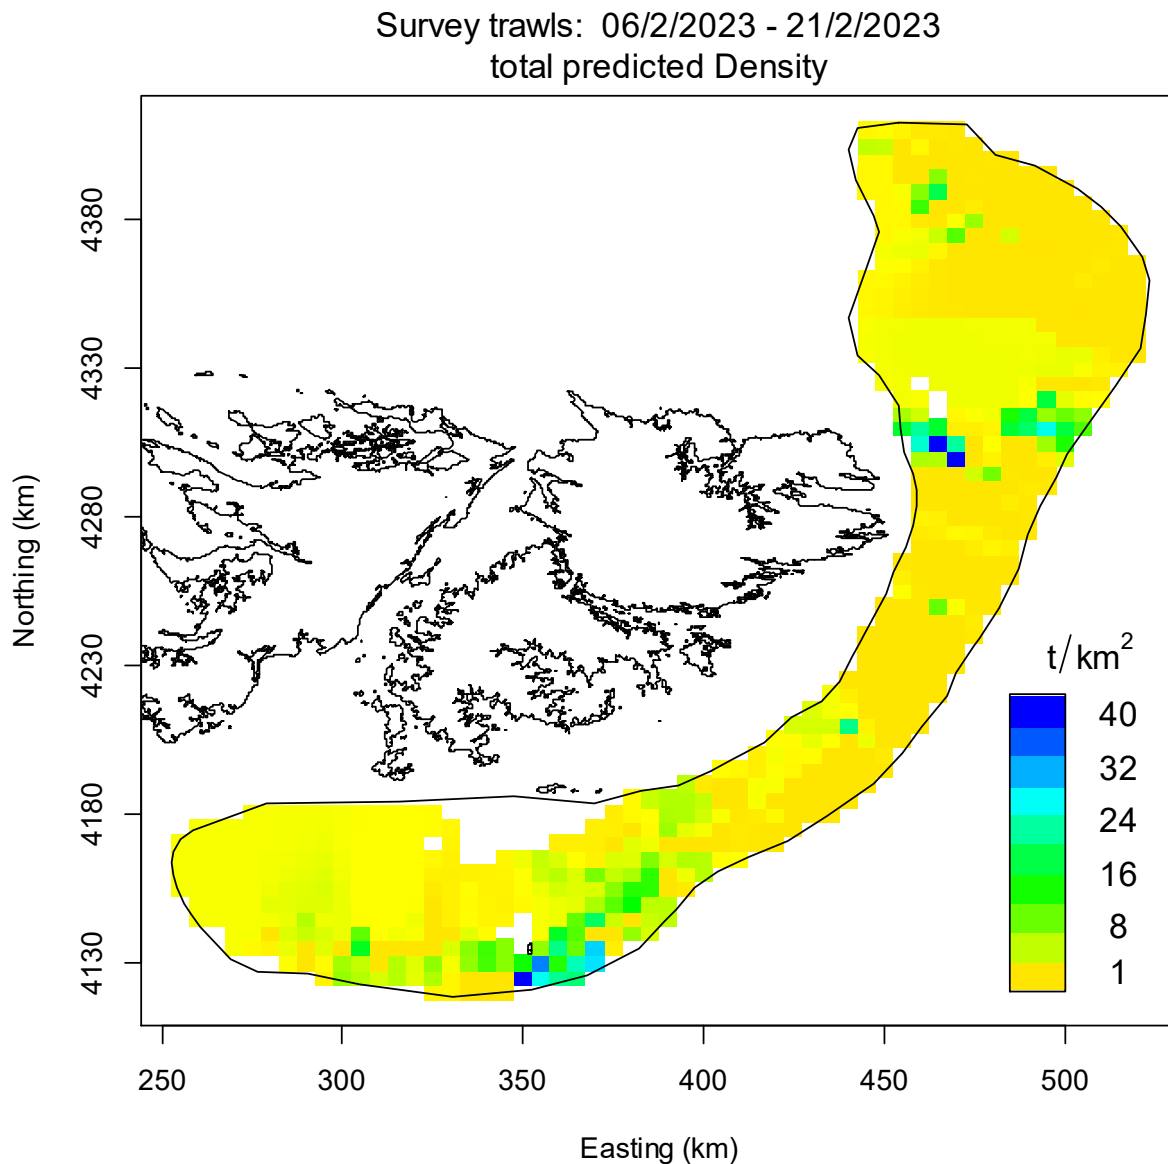 Survey trawls:  06/2/2023 - 21/2/2023
total predicted Density
Northing (km)
4380
4330
4280
4230
4180
4130
t/km²
40
32
24
16
8
1
250 300 350 400 450 500
Easting (km)